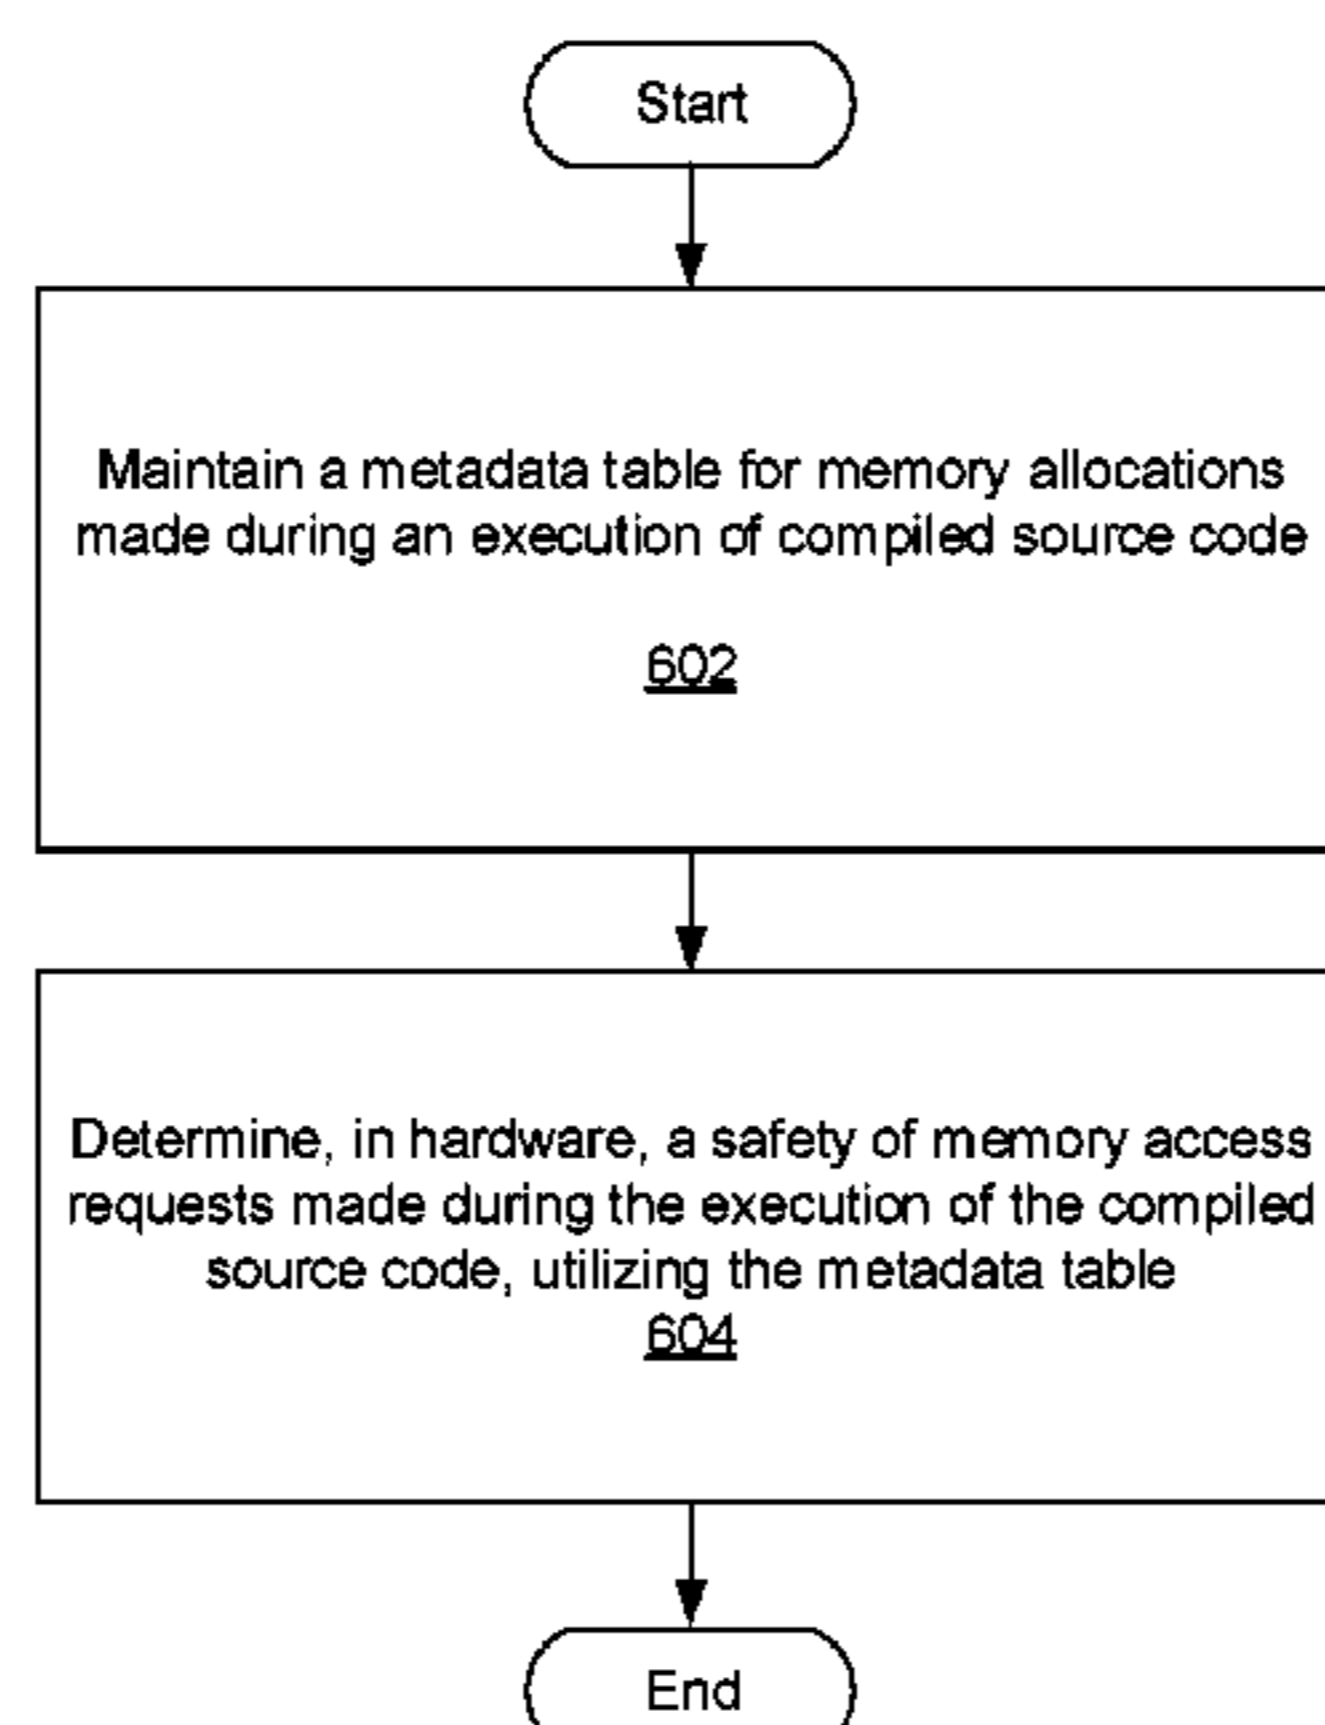 Start
Maintain a metadata table for memory allocations
made during an execution of compiled source code
602
Determine, in hardware, a safety of memory access
requests made during the execution of the compiled
source code, utilizing the metadata table
604
End